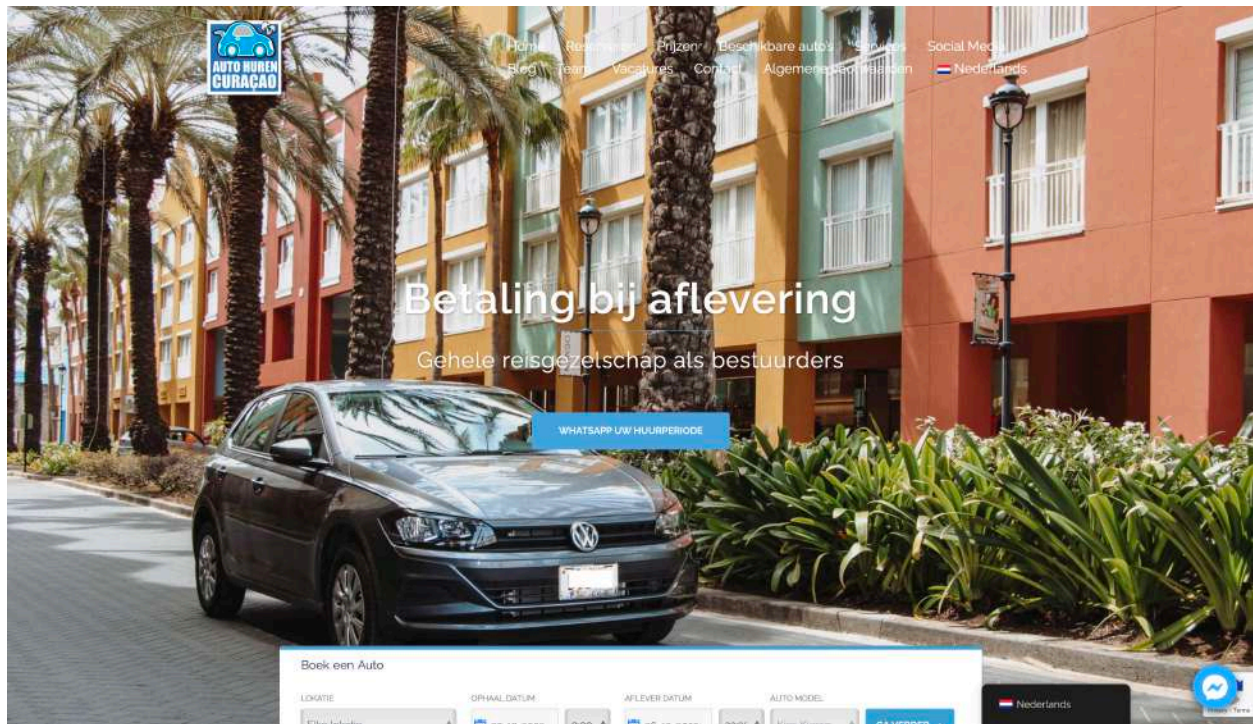 AUTO HUREN
CURAÇAO
Home Reserveren Prijzen Beschikbare auto's Services Social Media
Blog Team Vacatures Contact Algemene voorwaarden Nederlands
Betaling bij aflevering
Gehele reisgezelschap als bestuurders
WHATSAPP UW HUURPERIODE
Boek een Auto
LOKATIE OPHAAL DATUM AFLEVER DATUM AUTO MODEL
Nederlands
Terms